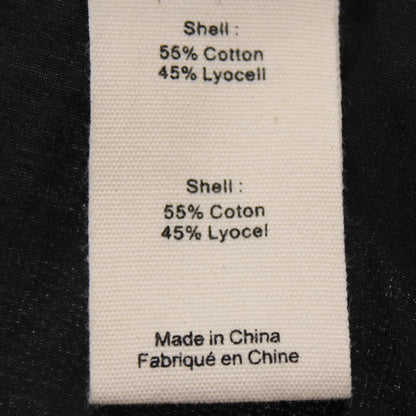 Shell :
55% Cotton
45% Lyocell
Shell :
55% Coton
45% Lyocel
Made in China
Fabriqué en Chine